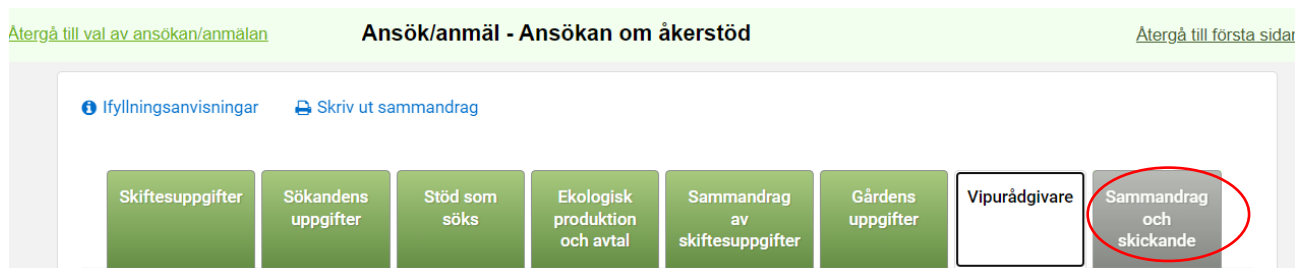 Återgå till val av ansökan/anmälan Ansök/anmäl - Ansökan om åkerstöd Återgå till första sidan
Ifyllningsanvisningar Skriv ut sammandrag
Skiftesuppgifter
Sökandens
uppgifter
Stöd som
söks
Ekologisk
produktion
och avtal
Sammandrag
av
skiftesuppgifter
Gårdens
uppgifter
Vipurådgivare
Sammandrag
och
skickande